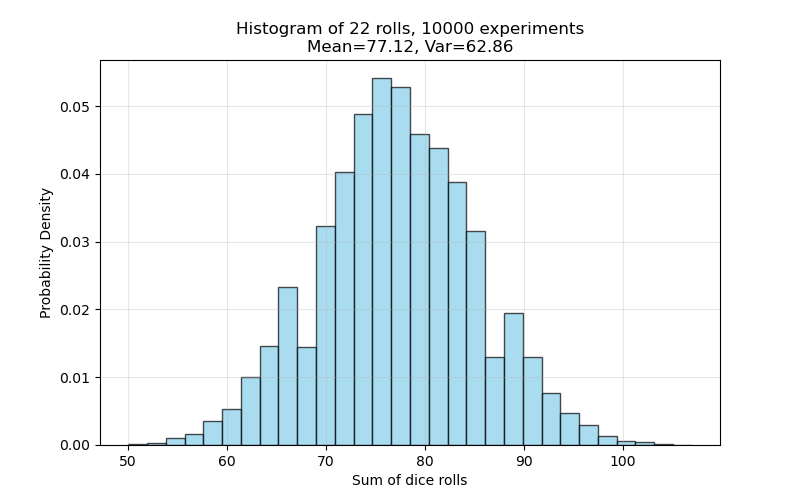 Histogram of 22 rolls, 10000 experiments
Mean=77.12, Var=62.86
Probability Density
0.05
0.04
0.03
0.02
0.01
0.00
50 60 70 80 90 100
Sum of dice rolls